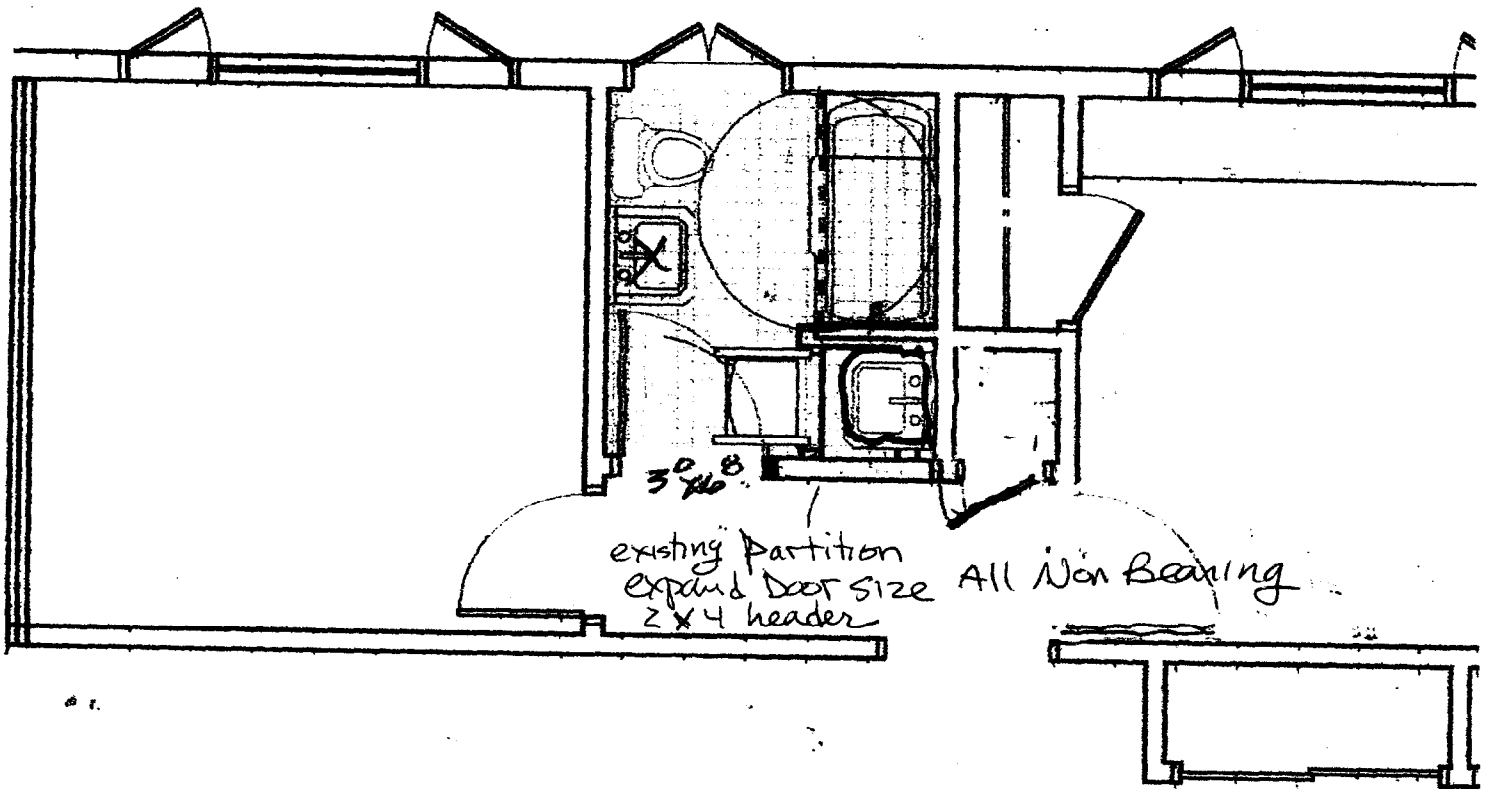 3⁰ x 6⁸
existing partition
expand Door size
2 x 4 header
All Non Bearing